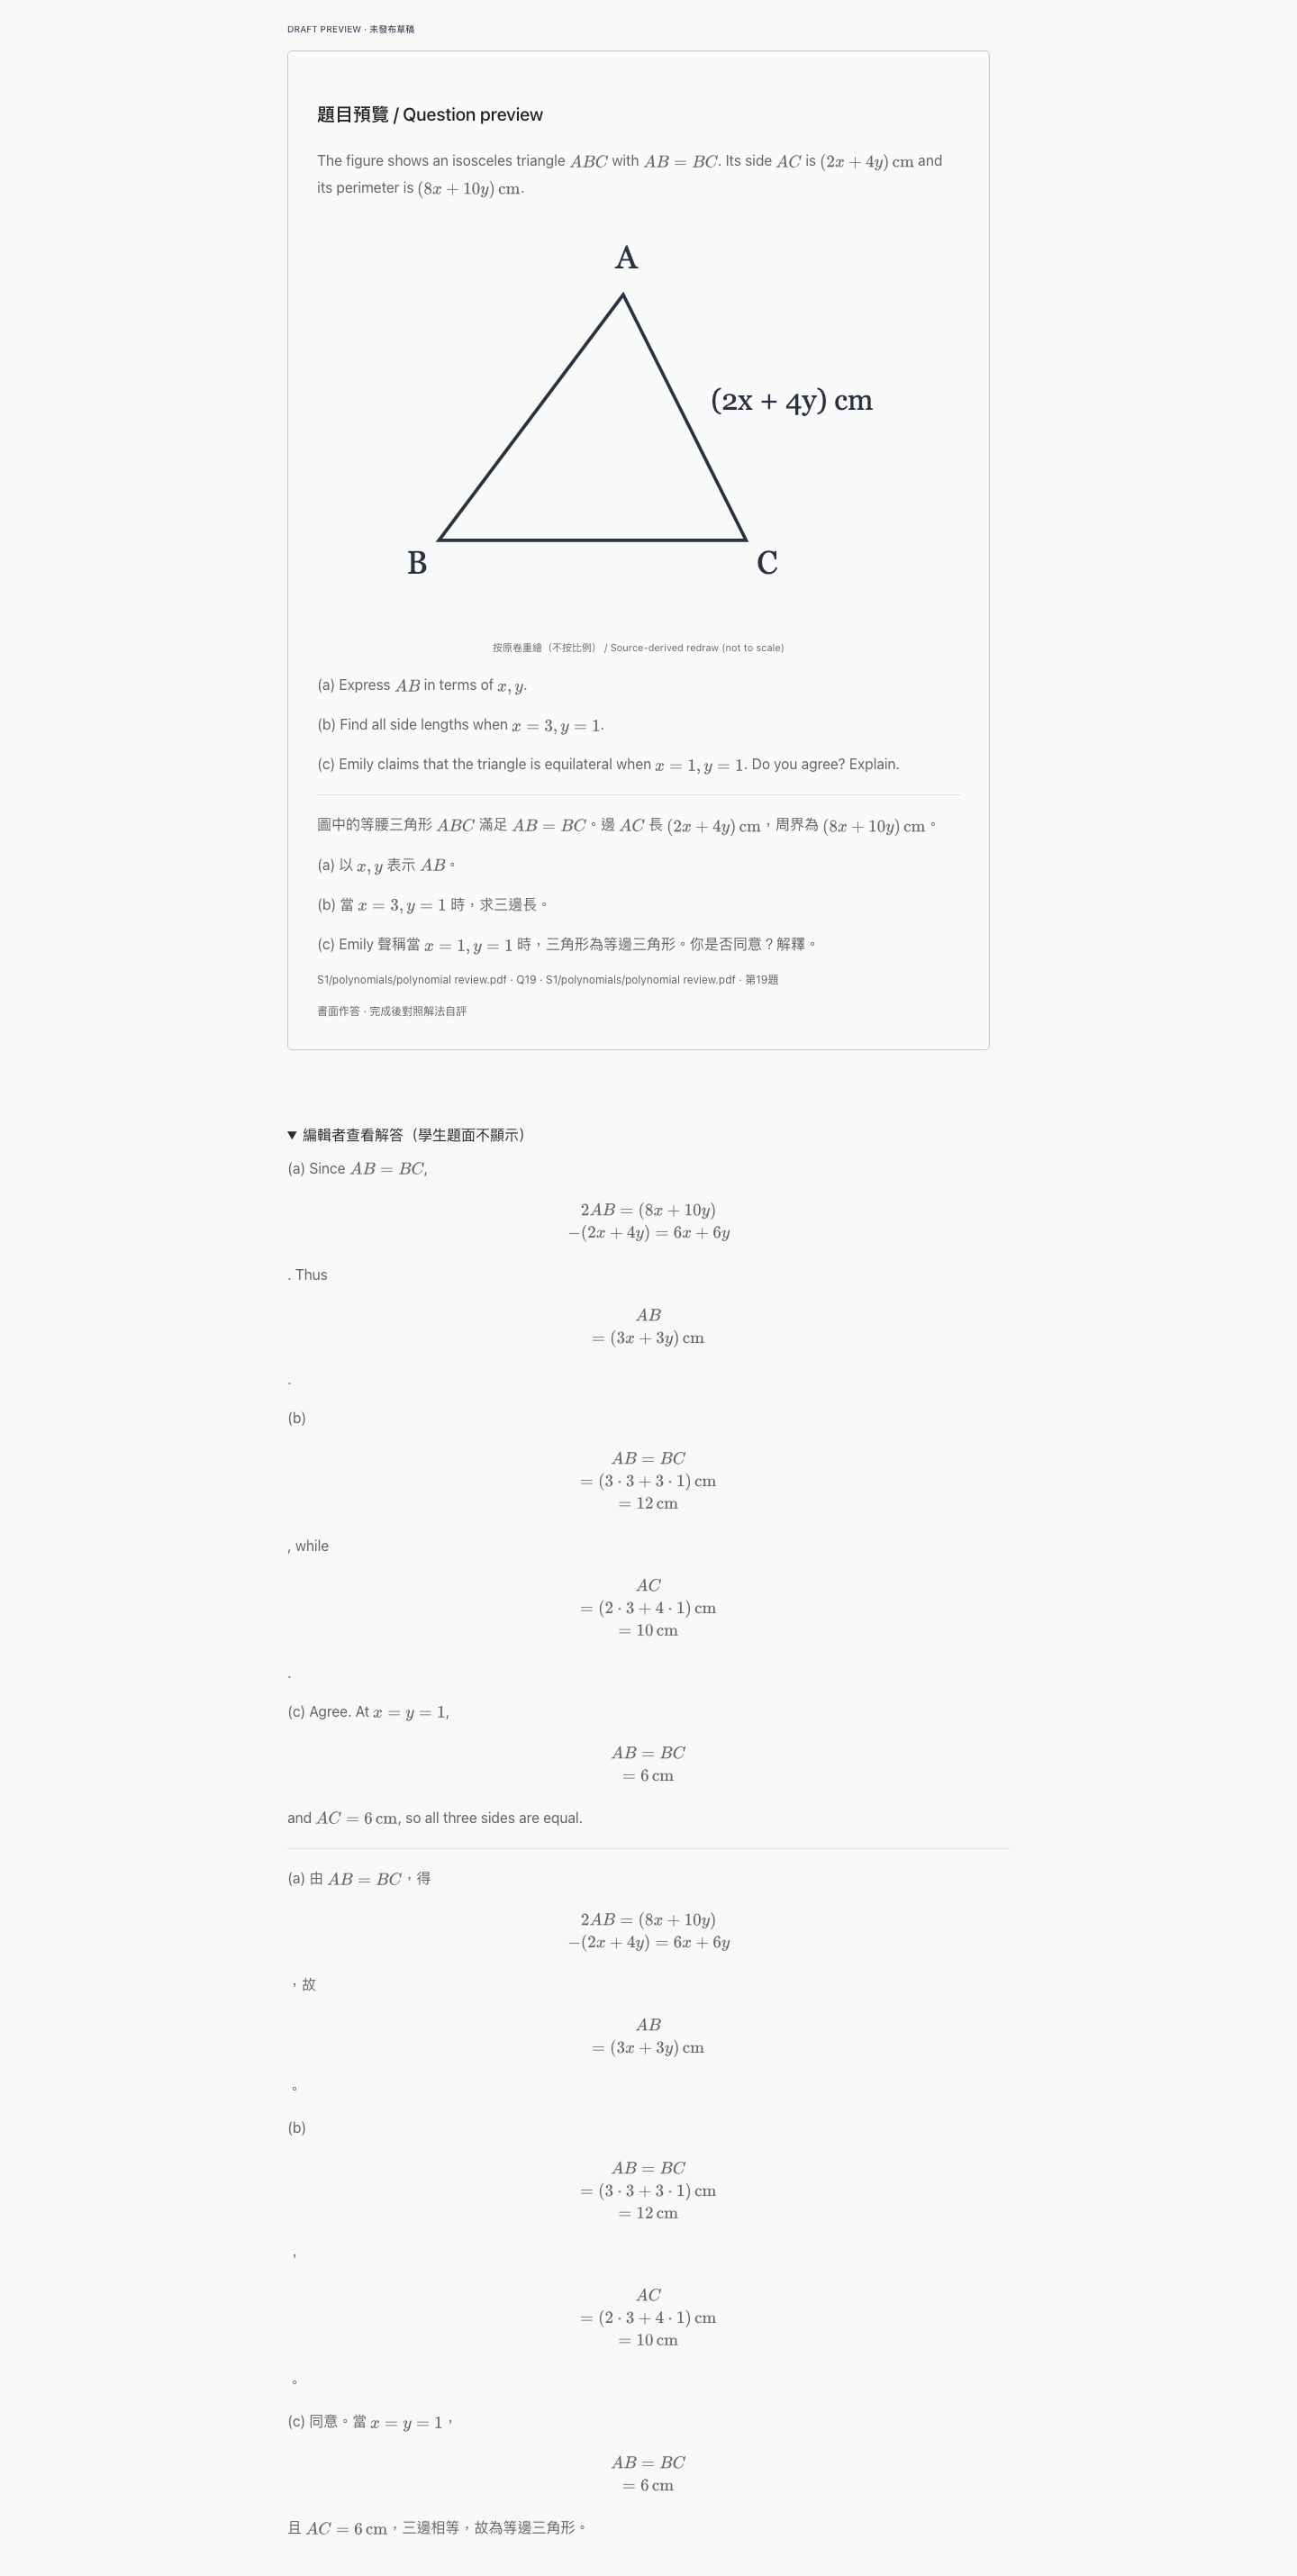 DRAFT PREVIEW · 未發布草稿
題目預覽 / Question preview
The figure shows an isosceles triangle ABC with AB = BC. Its side AC is (2x + 4y) cm and
its perimeter is (8x + 10y) cm.
A
(2x + 4y) cm
B
C
按原卷重繪（不按比例） / Source-derived redraw (not to scale)
(a) Express AB in terms of x, y.
(b) Find all side lengths when x = 3, y = 1.
(c) Emily claims that the triangle is equilateral when x = 1, y = 1. Do you agree? Explain.
圖中的等腰三角形 ABC 滿足 AB = BC。邊 AC 長 (2x + 4y) cm，周界為 (8x + 10y) cm。
(a) 以 x, y 表示 AB。
(b) 當 x = 3, y = 1 時，求三邊長。
(c) Emily 聲稱當 x = 1, y = 1 時，三角形為等邊三角形。你是否同意？解釋。
S1/polynomials/polynomial review.pdf · Q19 · S1/polynomials/polynomial review.pdf · 第19題
書面作答 · 完成後對照解法自評
▼ 編輯者查看解答（學生題面不顯示）
(a) Since AB = BC,
2AB = (8x + 10y)
−(2x + 4y) = 6x + 6y
. Thus
AB
= (3x + 3y) cm
.
(b)
AB = BC
= (3 · 3 + 3 · 1) cm
= 12 cm
, while
AC
= (2 · 3 + 4 · 1) cm
= 10 cm
.
(c) Agree. At x = y = 1,
AB = BC
= 6 cm
and AC = 6 cm, so all three sides are equal.
(a) 由 AB = BC，得
2AB = (8x + 10y)
−(2x + 4y) = 6x + 6y
，故
AB
= (3x + 3y) cm
。
(b)
AB = BC
= (3 · 3 + 3 · 1) cm
= 12 cm
，
AC
= (2 · 3 + 4 · 1) cm
= 10 cm
。
(c) 同意。當 x = y = 1，
AB = BC
= 6 cm
且 AC = 6 cm，三邊相等，故為等邊三角形。